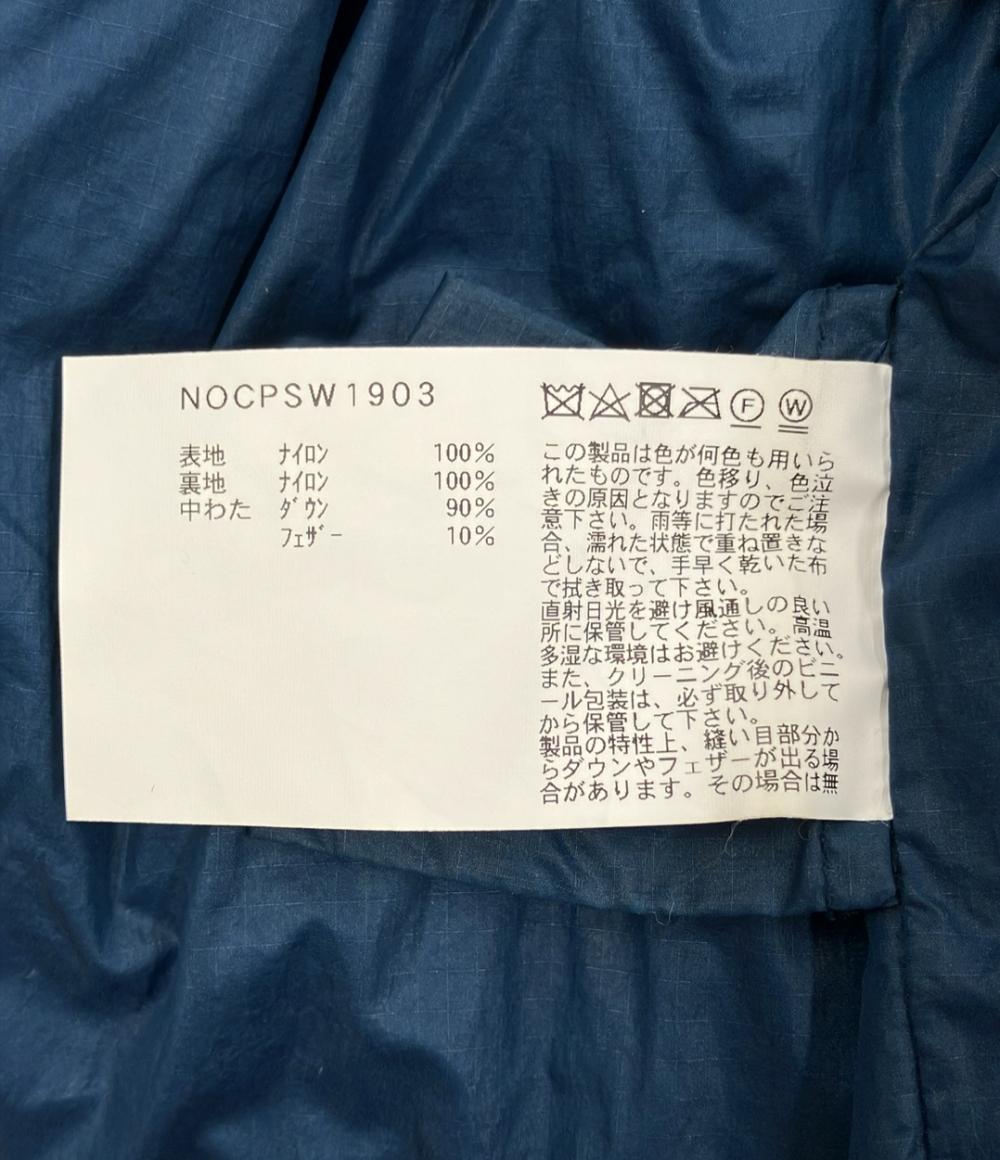 NOCPSW1903
表地 ナイロン 100%
裏地 ナイロン 100%
中わた ダウン 90%
フェザー 10%
F W
この製品は色が何色も用いら
れたものです。色移り、色泣
きの原因となりますのでご注
意下さい。雨等に打たれた場
合、濡れた状態で重ね置きな
どしないで、手早く乾いた布
で拭き取って下さい。
直射日光を避け風通しの良い
所に保管してください。高温
多湿な環境はお避けください。
また、クリーニング後のビニ
ール包装は、必ず取り外して
から保管して下さい。
製品の特性上、縫い目部分か
らダウンやフェザーが出る場
合があります。その場合は無